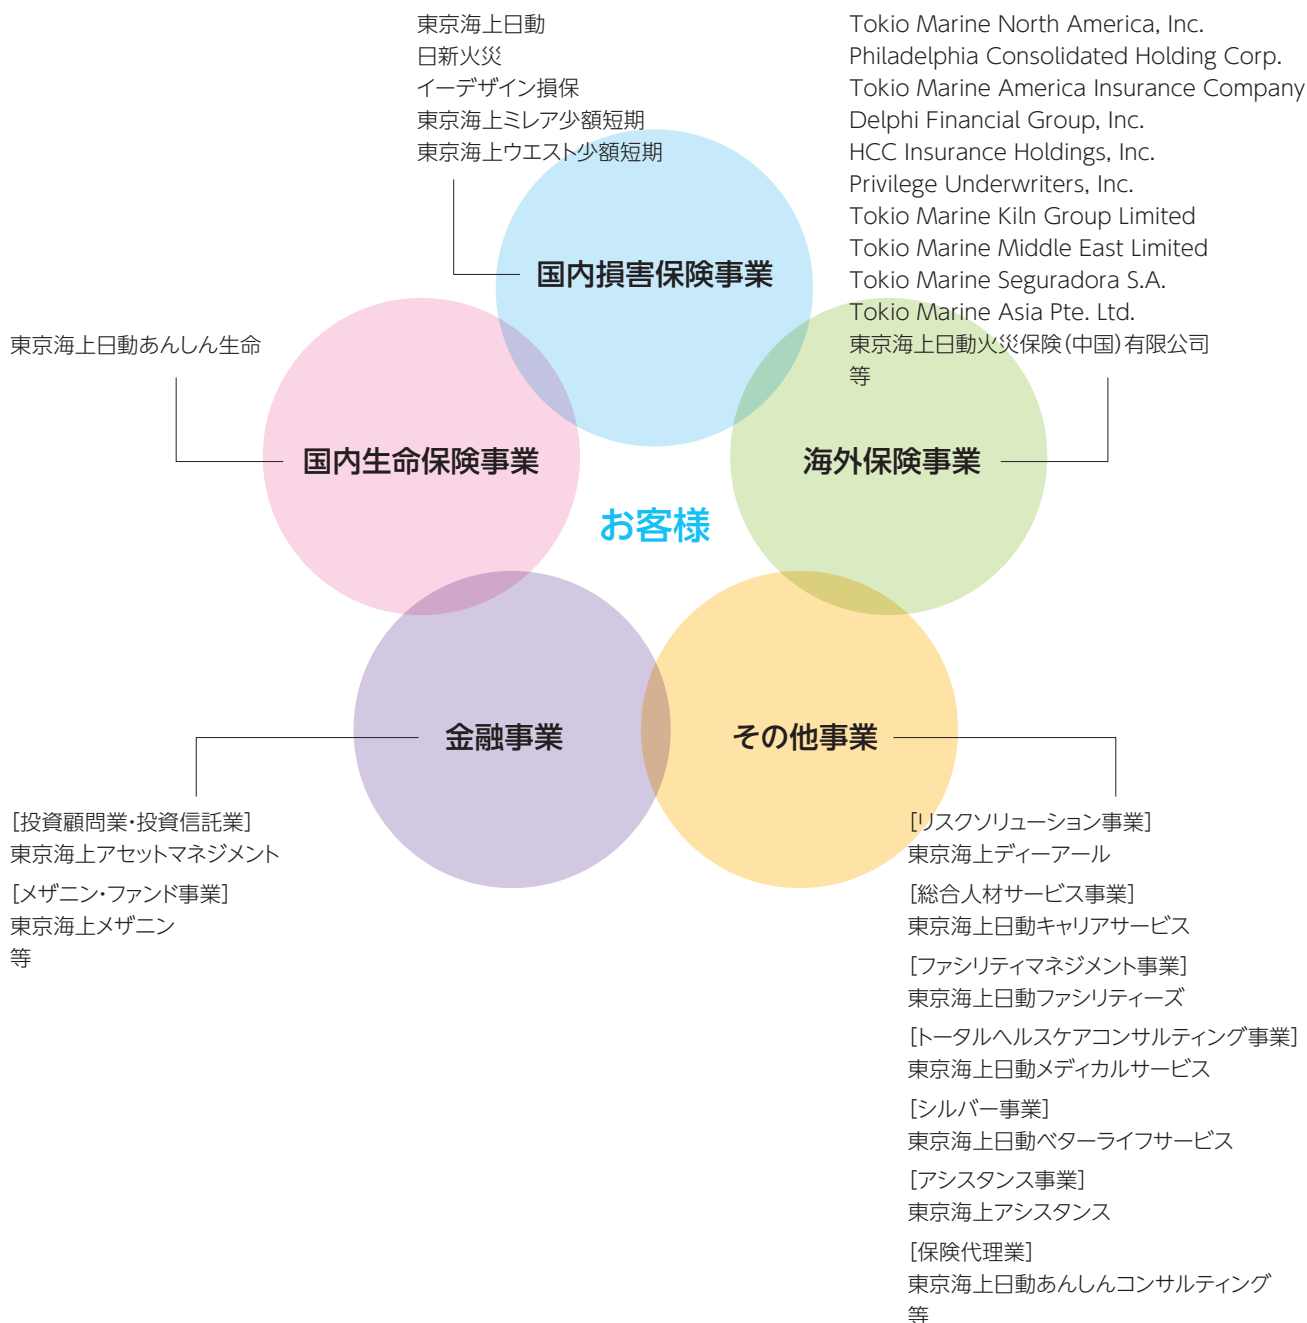 東京海上日動
日新火災
イーデザイン損保
東京海上ミレア少額短期
東京海上ウエスト少額短期
国内損害保険事業
Tokio Marine North America, Inc.
Philadelphia Consolidated Holding Corp.
Tokio Marine America Insurance Company
Delphi Financial Group, Inc.
HCC Insurance Holdings, Inc.
Privilege Underwriters, Inc.
Tokio Marine Kiln Group Limited
Tokio Marine Middle East Limited
Tokio Marine Seguradora S.A.
Tokio Marine Asia Pte. Ltd.
東京海上日動火災保険(中国)有限公司
等
海外保険事業
東京海上日動あんしん生命
国内生命保険事業
お客様
金融事業
[投資顧問業・投資信託業]
東京海上アセットマネジメント
[メザニン・ファンド事業]
東京海上メザニン
等
その他事業
[リスクソリューション事業]
東京海上ディーアール
[総合人材サービス事業]
東京海上日動キャリアサービス
[ファシリティマネジメント事業]
東京海上日動ファシリティーズ
[トータルヘルスケアコンサルティング事業]
東京海上日動メディカルサービス
[シルバー事業]
東京海上日動ベターライフサービス
[アシスタンス事業]
東京海上アシスタンス
[保険代理業]
東京海上日動あんしんコンサルティング
等